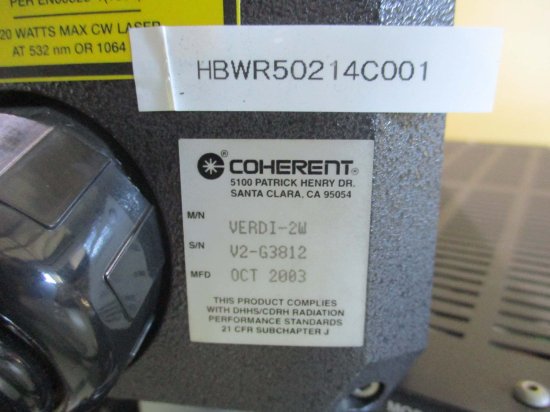 20 WATTS MAX CW LASER
AT 532 nm OR 1064
HBWR50214C001
COHERENT®
5100 PATRICK HENRY DR.
SANTA CLARA, CA 95054
M/N VERDI-2W
S/N V2-G3812
MFD OCT 2003
THIS PRODUCT COMPLIES
WITH DHHS/CDRH RADIATION
PERFORMANCE STANDARDS
21 CFR SUBCHAPTER J